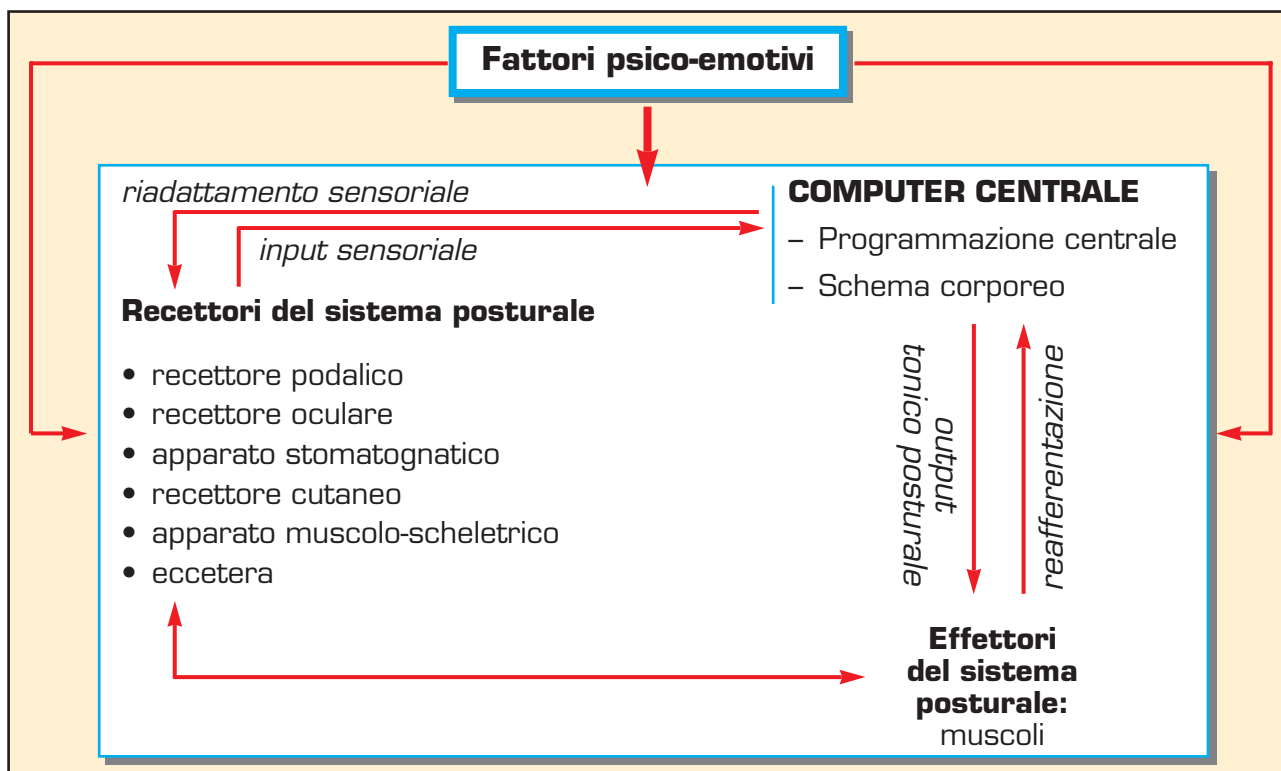 Fattori psico-emotivi
riadattamento sensoriale
input sensoriale
COMPUTER CENTRALE
– Programmazione centrale
– Schema corporeo
Recettori del sistema posturale
• recettore podalico
• recettore oculare
• apparato stomatognatico
• recettore cutaneo
• apparato muscolo-scheletrico
• eccetera
output
tonico posturale
reafferentazione
Effettori
del sistema
posturale:
muscoli